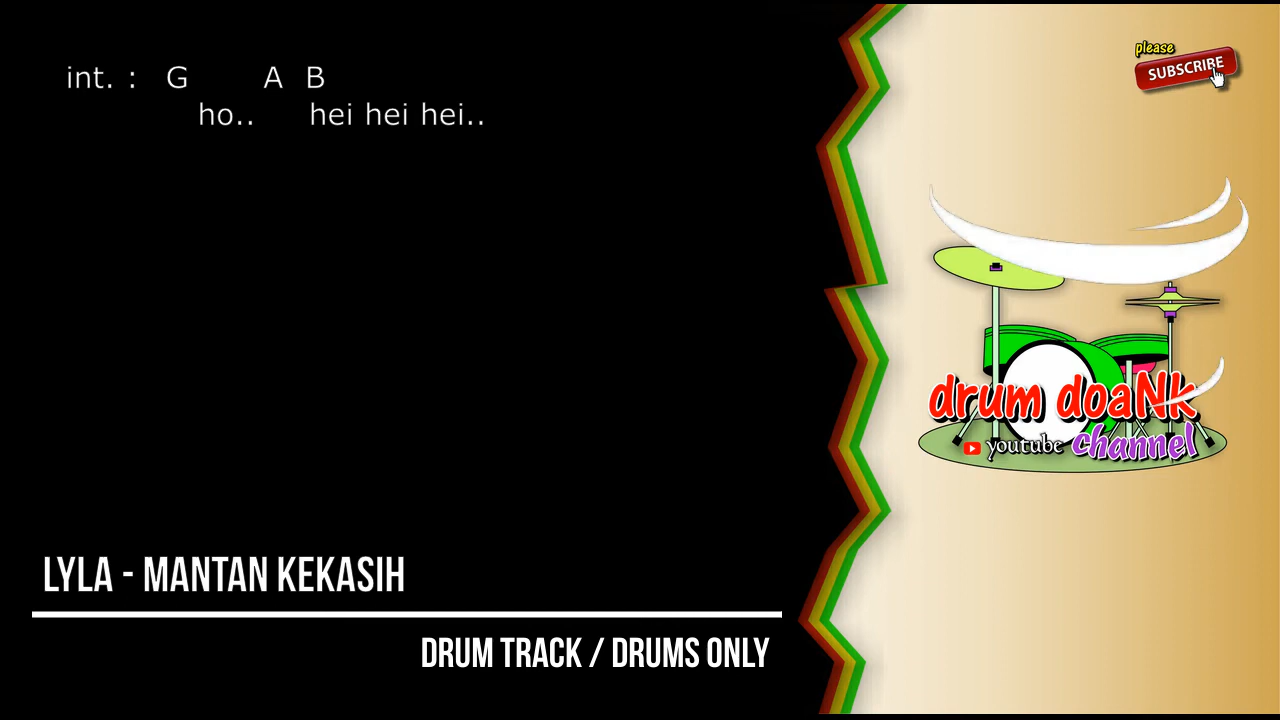 int. :   G        A  B
ho..     hei hei hei..
LYLA - MANTAN KEKASIH
DRUM TRACK / DRUMS ONLY
please
SUBSCRIBE
drum doaNk
youtube channel